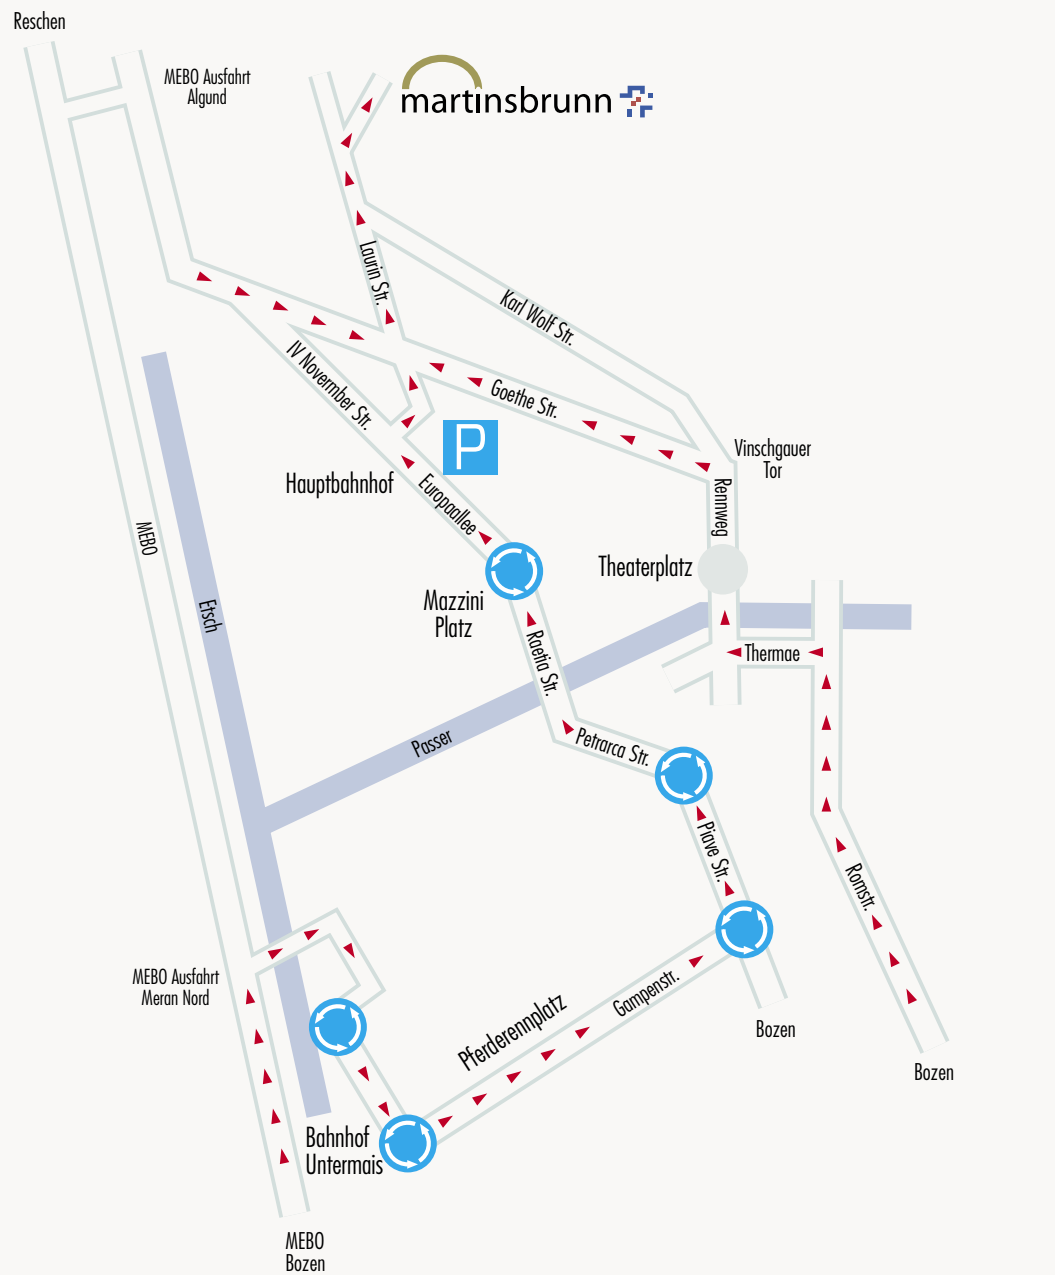 Reschen
MEBO Ausfahrt
Algund
martinsbrunn
Laurin Str.
Karl Wolf Str.
IV Novermber Str.
Goethe Str.
P
Vinschgauer
Tor
Hauptbahnhof
Europaallee
Rennweg
MEBO
Theaterplatz
Etsch
Mazzini
Platz
Raetia Str.
Thermae
Passer
Petrarca Str.
Piave Str.
Romstr.
MEBO Ausfahrt
Meran Nord
Gampenstr.
Pferderennplatz
Bozen
Bozen
Bahnhof
Untermais
MEBO
Bozen